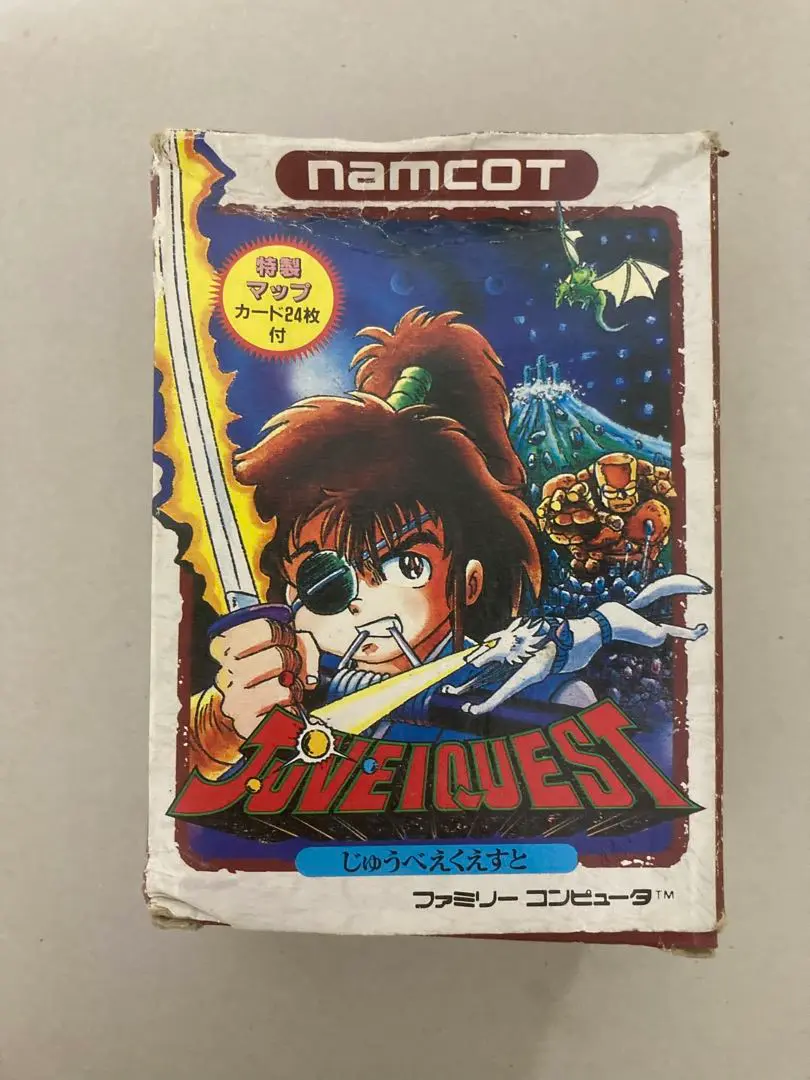 namcoT
特製
マップ
カード24枚
付
JUVEI QUEST
じゅうべえくえすと
ファミリー コンピュータ™